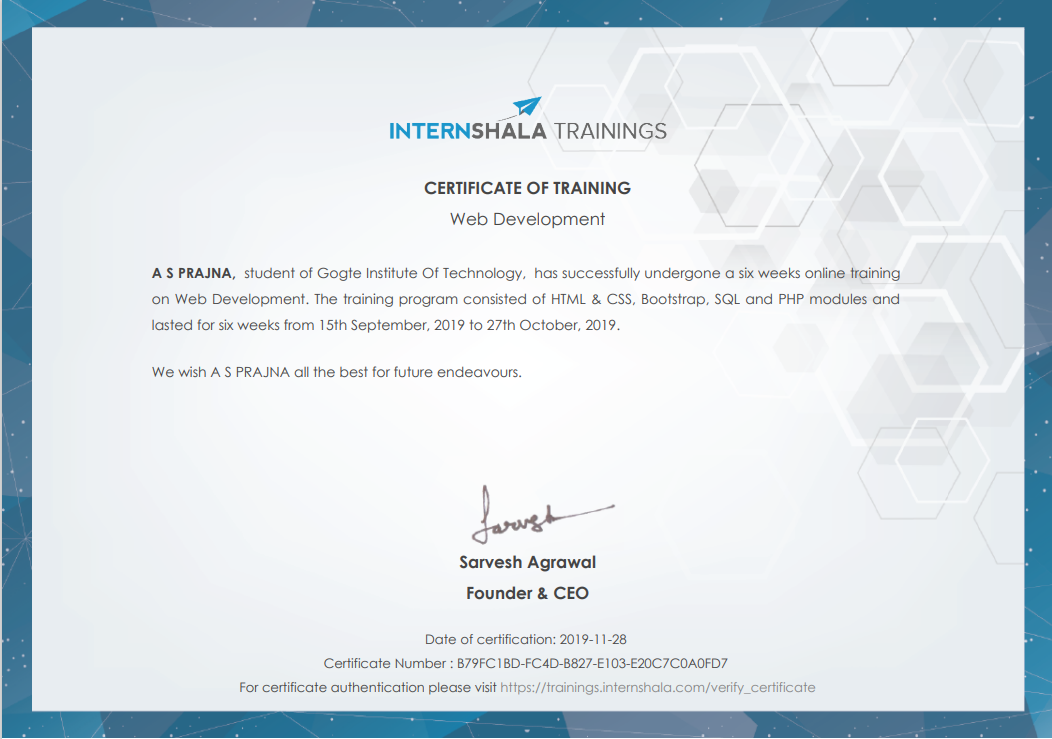 INTERNSHALA TRAININGS
CERTIFICATE OF TRAINING
Web Development
A S PRAJNA, student of Gogte Institute Of Technology, has successfully undergone a six weeks online training
on Web Development. The training program consisted of HTML & CSS, Bootstrap, SQL and PHP modules and
lasted for six weeks from 15th September, 2019 to 27th October, 2019.
We wish A S PRAJNA all the best for future endeavours.
Sarvesh
Sarvesh Agrawal
Founder & CEO
Date of certification: 2019-11-28
Certificate Number : B79FC1BD-FC4D-B827-E103-E20C7C0A0FD7
For certificate authentication please visit https://trainings.internshala.com/verify_certificate